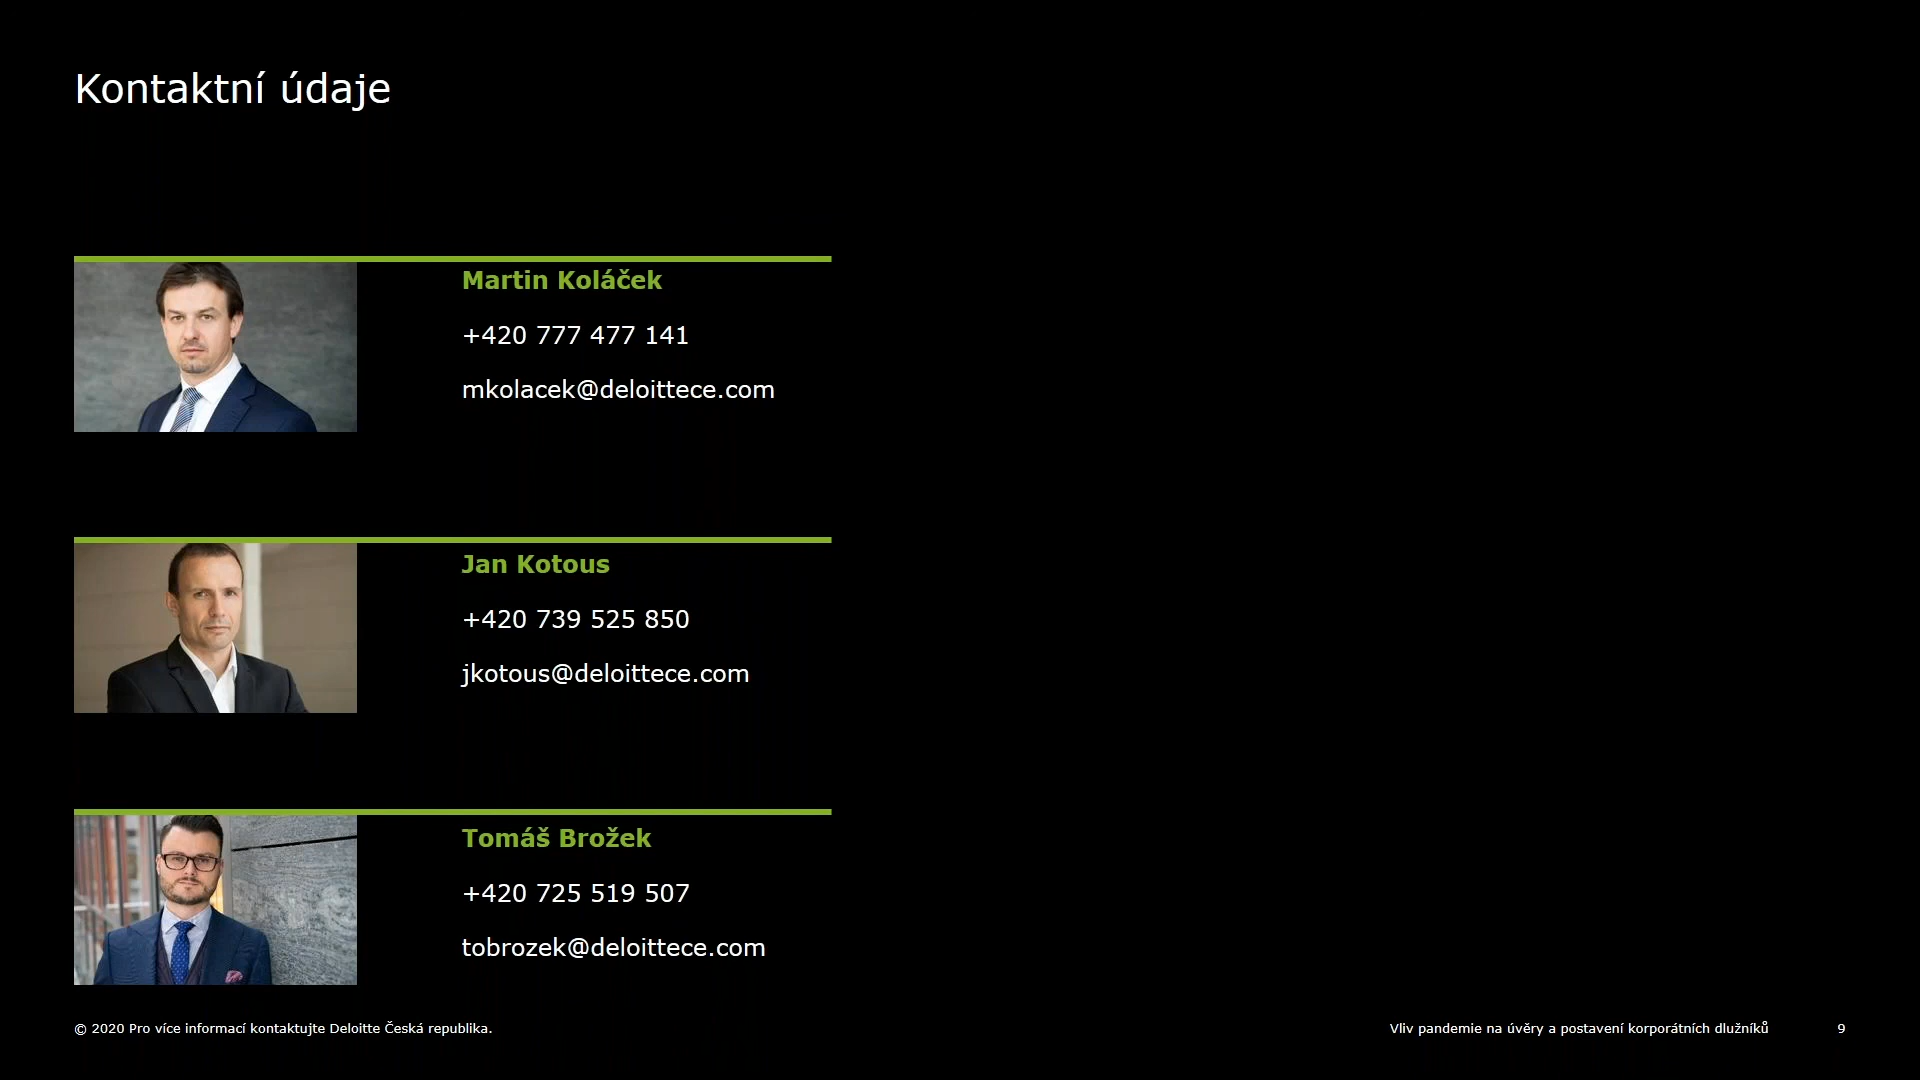 Kontaktní údaje
Martin Koláček
+420 777 477 141
mkolacek@deloittece.com
Jan Kotous
+420 739 525 850
jkotous@deloittece.com
Tomáš Brožek
+420 725 519 507
tobrozek@deloittece.com
© 2020 Pro více informací kontaktujte Deloitte Česká republika.
Vliv pandemie na úvěry a postavení korporátních dlužníků
9